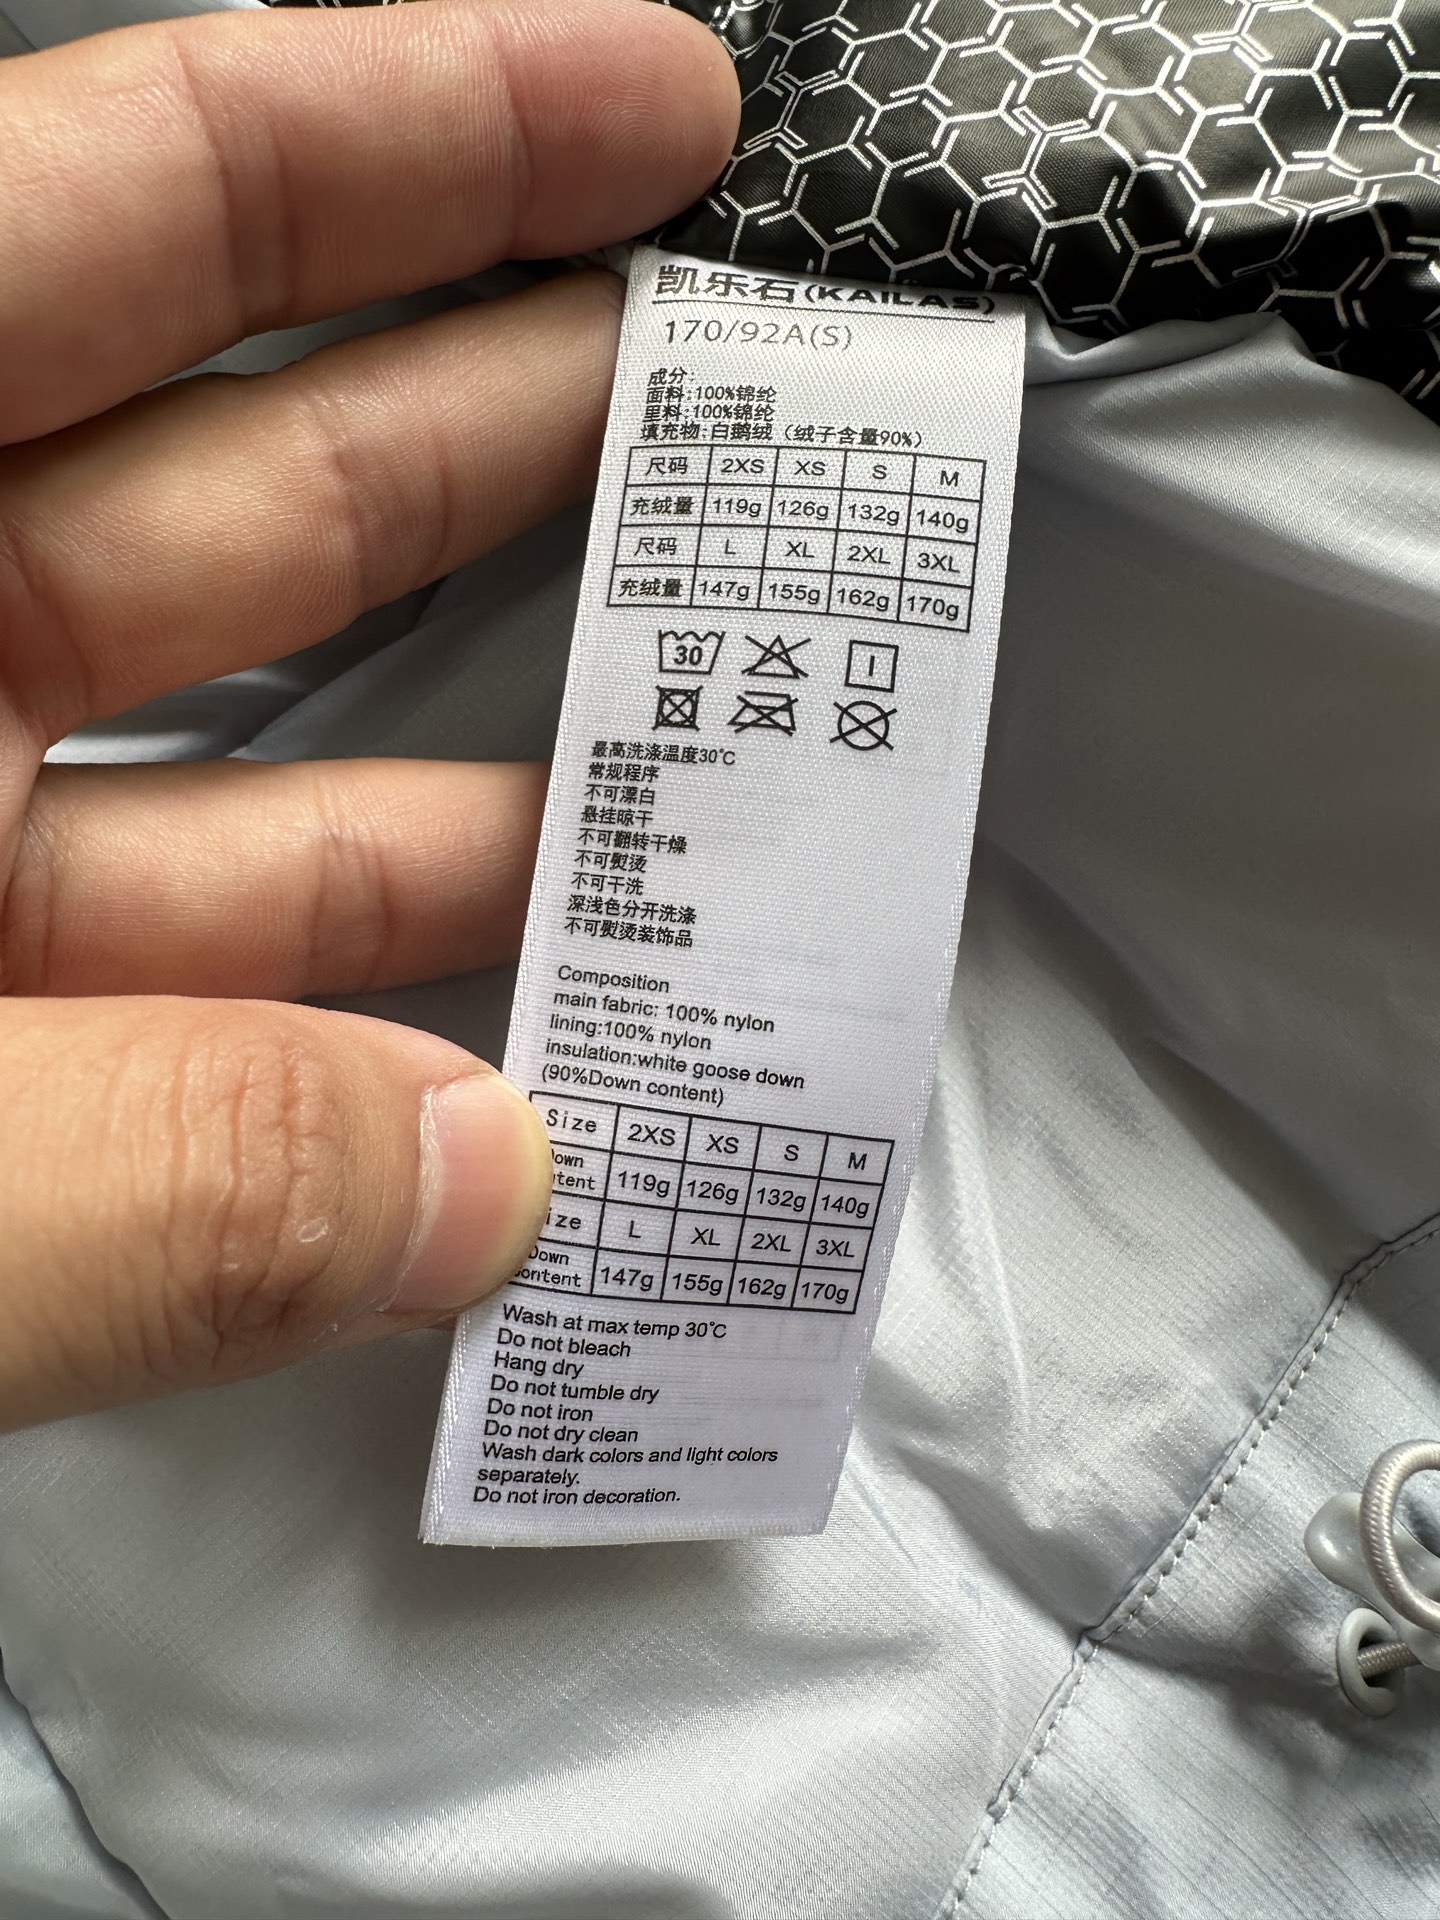 凯乐石(KAILAS)
170/92A(S)
成分:
面料:100%锦纶
里料:100%锦纶
填充物:白鹅绒（绒子含量90%）
尺码 2XS XS S M
充绒量 119g 126g 132g 140g
尺码 L XL 2XL 3XL
充绒量 147g 155g 162g 170g
30
最高洗涤温度30℃
常规程序
不可漂白
悬挂晾干
不可翻转干燥
不可熨烫
不可干洗
深浅色分开洗涤
不可熨烫装饰品
Composition
main fabric: 100% nylon
lining:100% nylon
insulation:white goose down
(90%Down content)
Size 2XS XS S M
119g 126g 132g 140g
L XL 2XL 3XL
Down
147g 155g 162g 170g
Wash at max temp 30℃
Do not bleach
Hang dry
Do not tumble dry
Do not iron
Do not dry clean
Wash dark colors and light colors
separately.
Do not iron decoration.